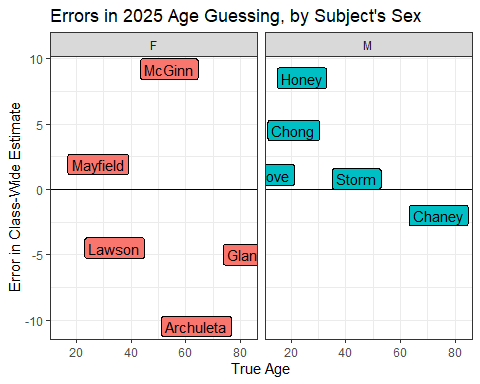 Errors in 2025 Age Guessing, by Subject's Sex
F
M
Error in Class-Wide Estimate
10
5
0
-5
-10
McGinn
Mayfield
Lawson
Glan
Archuleta
Honey
Chong
ove
Storm
Chaney
20 40 60 80
20 40 60 80
True Age